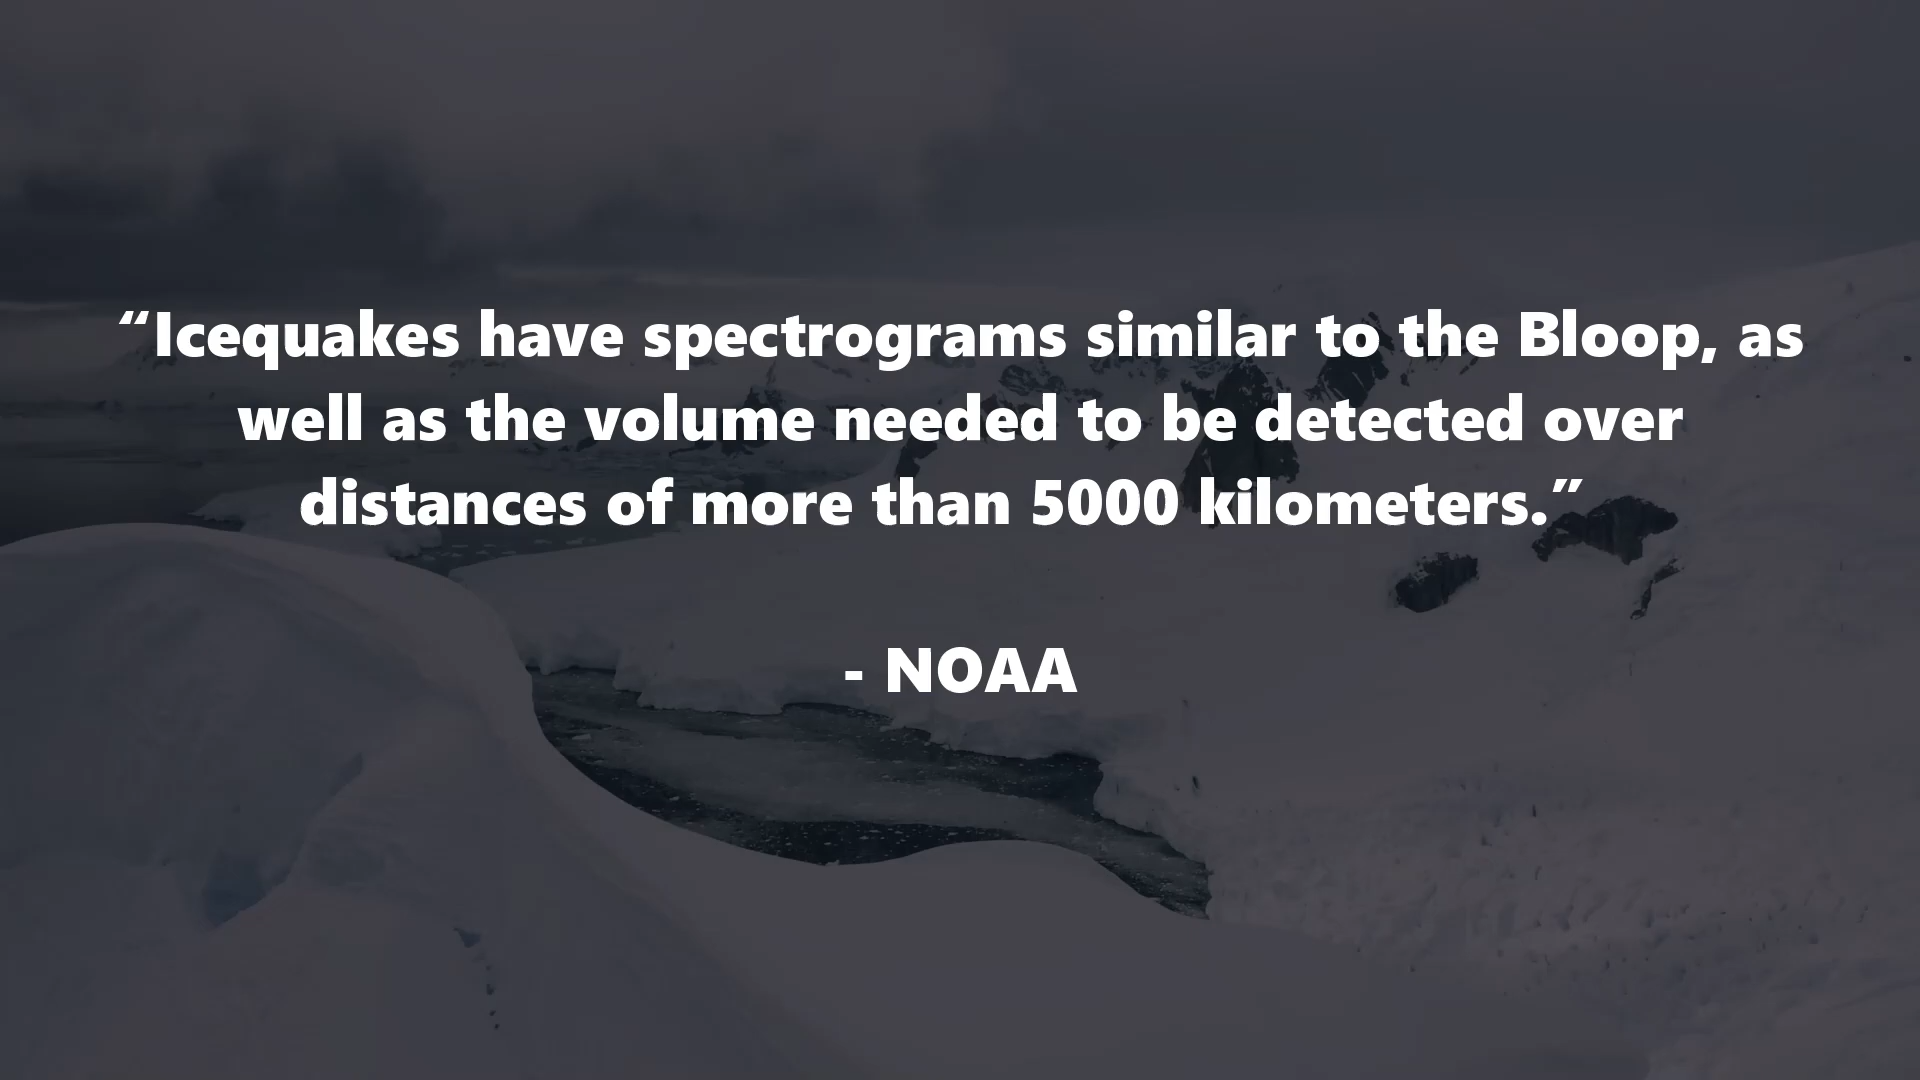 “Icequakes have spectrograms similar to the Bloop, as
well as the volume needed to be detected over
distances of more than 5000 kilometers.”
- NOAA